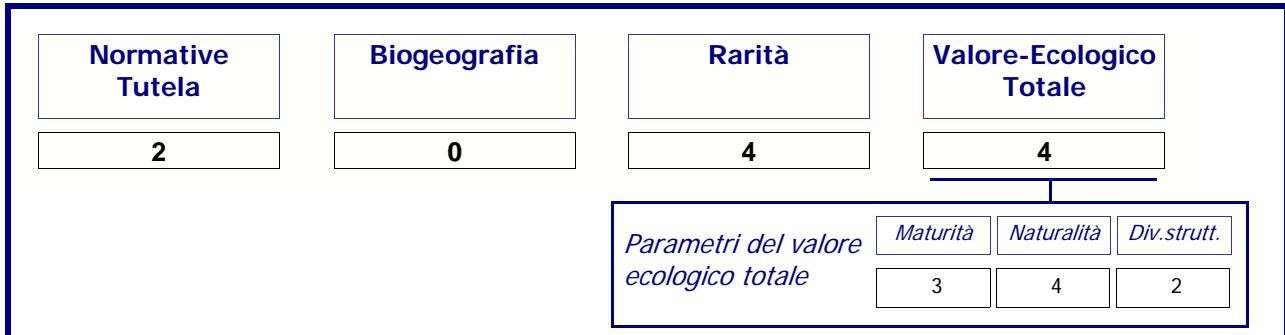 Normative
Tutela
Biogeografia
Rarità
Valore-Ecologico
Totale
2
0
4
4
Parametri del valore
ecologico totale
Maturità
Naturalità
Div.strutt.
3
4
2